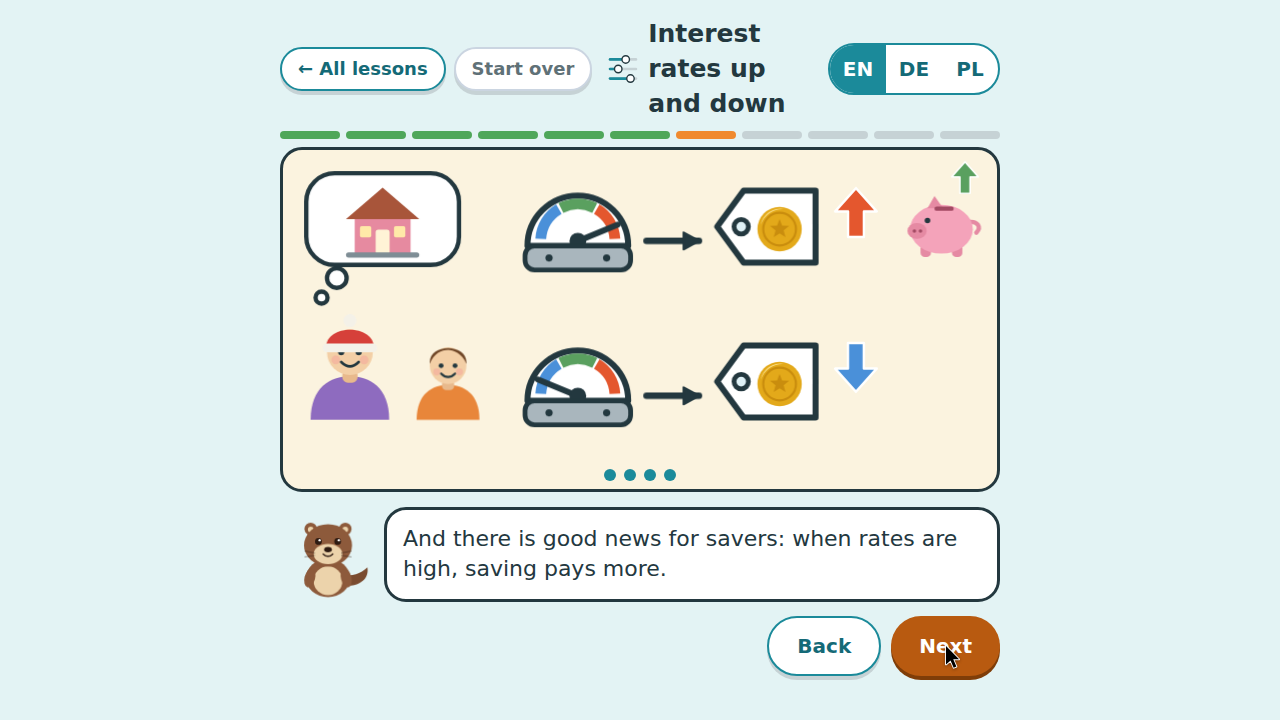 ← All lessons
Start over
Interest
rates up
and down
EN DE PL
And there is good news for savers: when rates are
high, saving pays more.
Back
Next